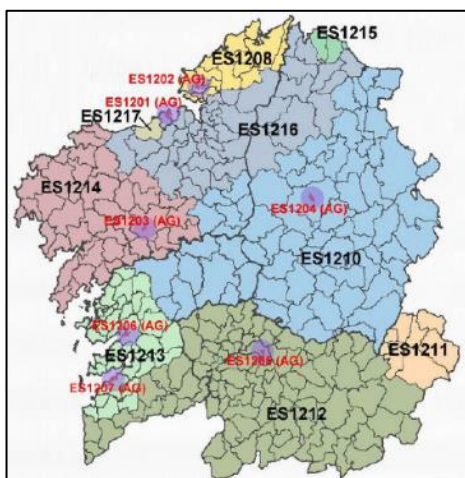 ES1215
ES1208
ES1202 (AG)
ES1201 (AG)
ES1217
ES1216
ES1214
ES1204 (AG)
ES1203 (AG)
ES1210
ES1206 (AG)
ES1213
ES1211
ES1207 (AG)
ES1212